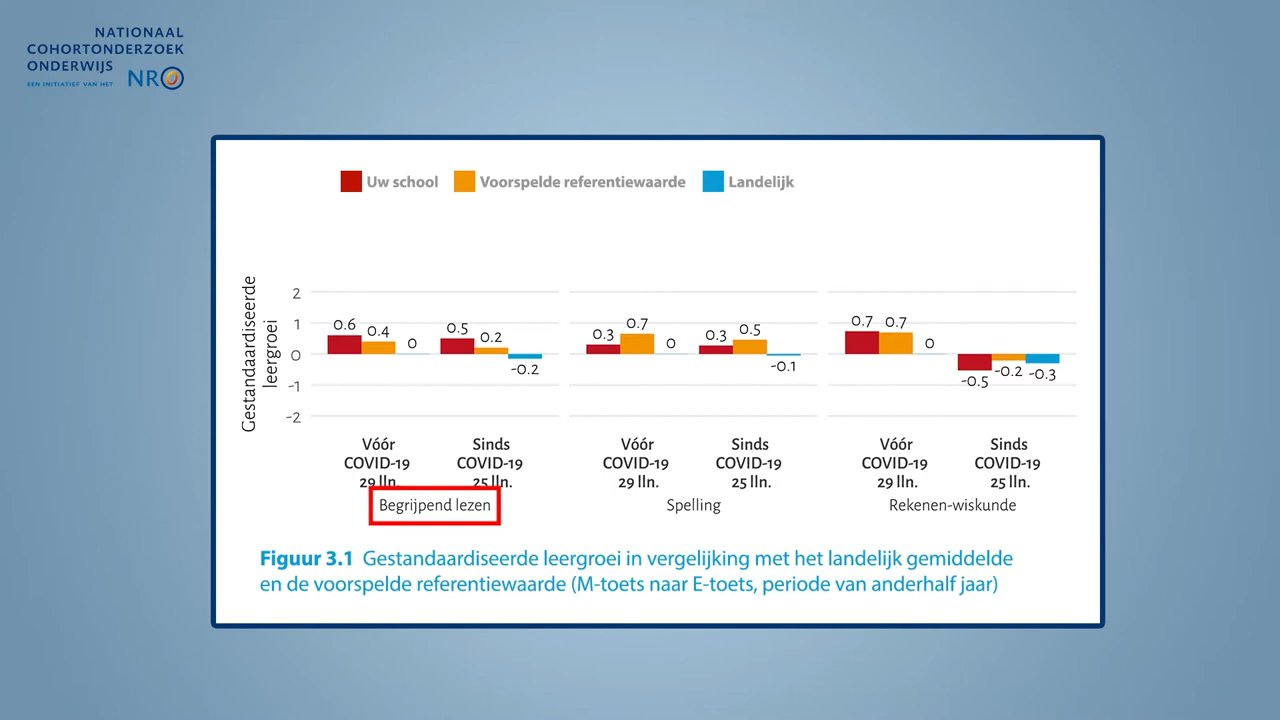 NATIONAAL
COHORTONDERZOEK
ONDERWIJS
EEN INITIATIEF VAN HET NRO
Uw school Voorspelde referentiewaarde Landelijk
Gestandaardiseerde
leergroei
2
1
0
-1
-2
0.6 0.4 0 0.5 0.2 -0.2
0.3 0.7 0 0.3 0.5 -0.1
0.7 0.7 0 -0.5 -0.2 -0.3
Vóór Sinds Vóór Sinds Vóór Sinds
COVID-19 COVID-19 COVID-19 COVID-19 COVID-19 COVID-19
29 lln. 25 lln. 29 lln. 25 lln. 29 lln. 25 lln.
Begrijpend lezen Spelling Rekenen-wiskunde
Figuur 3.1 Gestandaardiseerde leergroei in vergelijking met het landelijk gemiddelde
en de voorspelde referentiewaarde (M-toets naar E-toets, periode van anderhalf jaar)